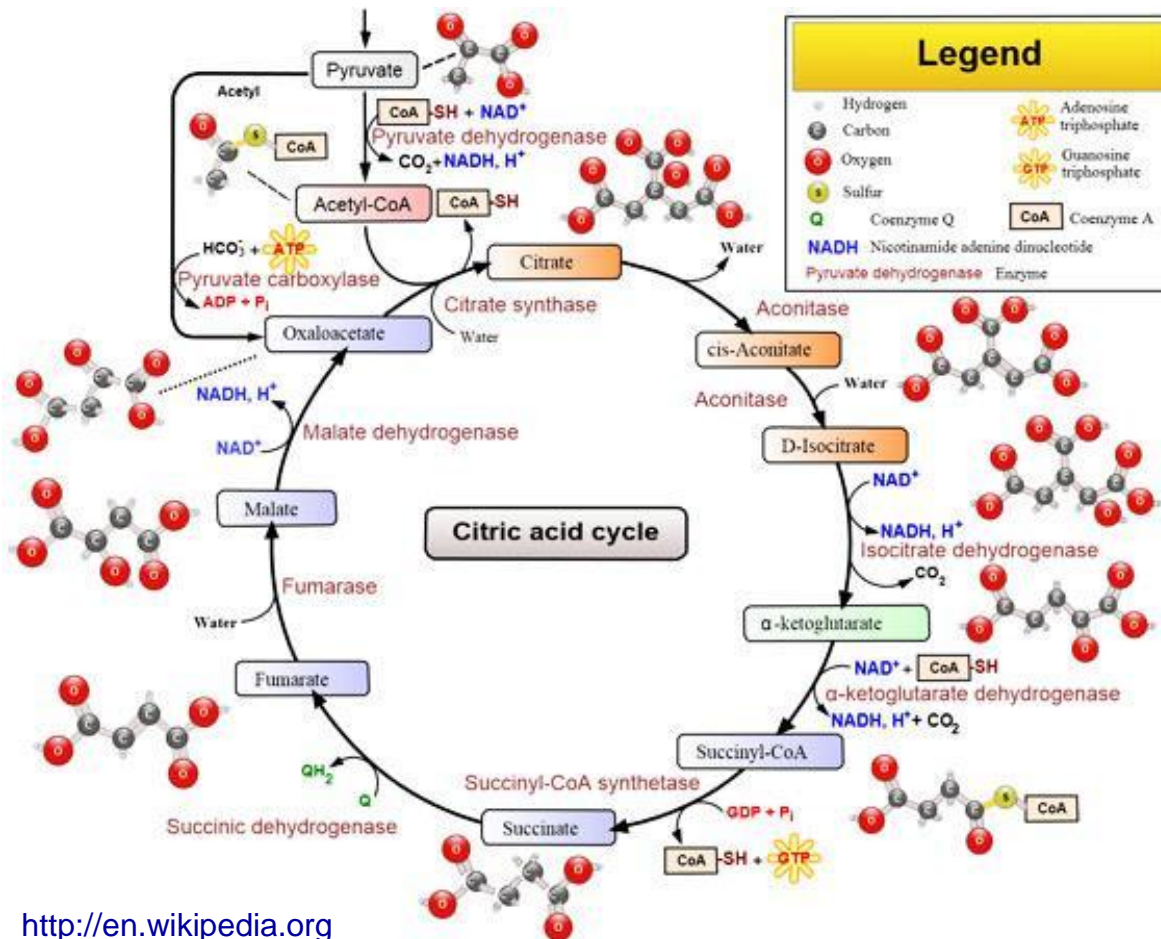 Pyruvate
Acetyl
CoA -SH + NAD⁺
Pyruvate dehydrogenase
CO₂+NADH, H⁺
S
CoA
Acetyl-CoA
CoA
-SH
HCO₃⁻ + ATP
Pyruvate carboxylase
ADP + Pᵢ
Oxaloacetate
Citrate synthase
Water
Citrate
Water
Aconitase
cis-Aconitate
Aconitase
Water
D-Isocitrate
NAD⁺
NADH, H⁺
Isocitrate dehydrogenase
CO₂
α-ketoglutarate
NAD⁺ + CoA -SH
α-ketoglutarate dehydrogenase
NADH, H⁺+ CO₂
Succinyl-CoA
S
CoA
Succinyl-CoA synthetase
GDP + Pᵢ
CoA -SH + GTP
Succinate
QH₂
Q
Succinic dehydrogenase
Fumarate
Water
Fumarase
Malate
NADH, H⁺
NAD⁺
Malate dehydrogenase
Citric acid cycle
Legend
Hydrogen
C Carbon
O Oxygen
S Sulfur
Q Coenzyme Q
ATP Adenosine
triphosphate
GTP Guanosine
triphosphate
CoA Coenzyme A
NADH Nicotinamide adenine dinucleotide
Pyruvate dehydrogenase Enzyme
http://en.wikipedia.org